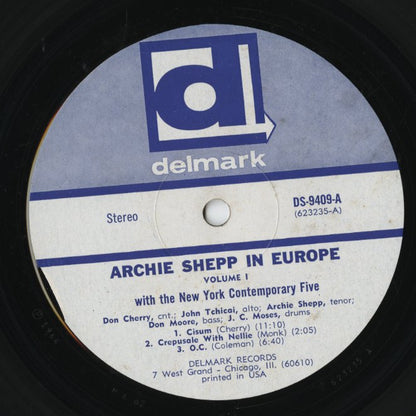 delmark
Stereo
DS-9409-A
(623235-A)
ARCHIE SHEPP IN EUROPE
VOLUME I
with the New York Contemporary Five
Don Cherry, cnt.; John Tchicai, alto; Archie Shepp, tenor;
Don Moore, bass; J. C. Moses, drums
1. Cisum (Cherry) (11:10)
2. Crepusale With Nellie (Monk) (2:05)
3. O.C. (Coleman) (6:40)
DELMARK RECORDS
7 West Grand - Chicago, Ill. (60610)
printed in USA